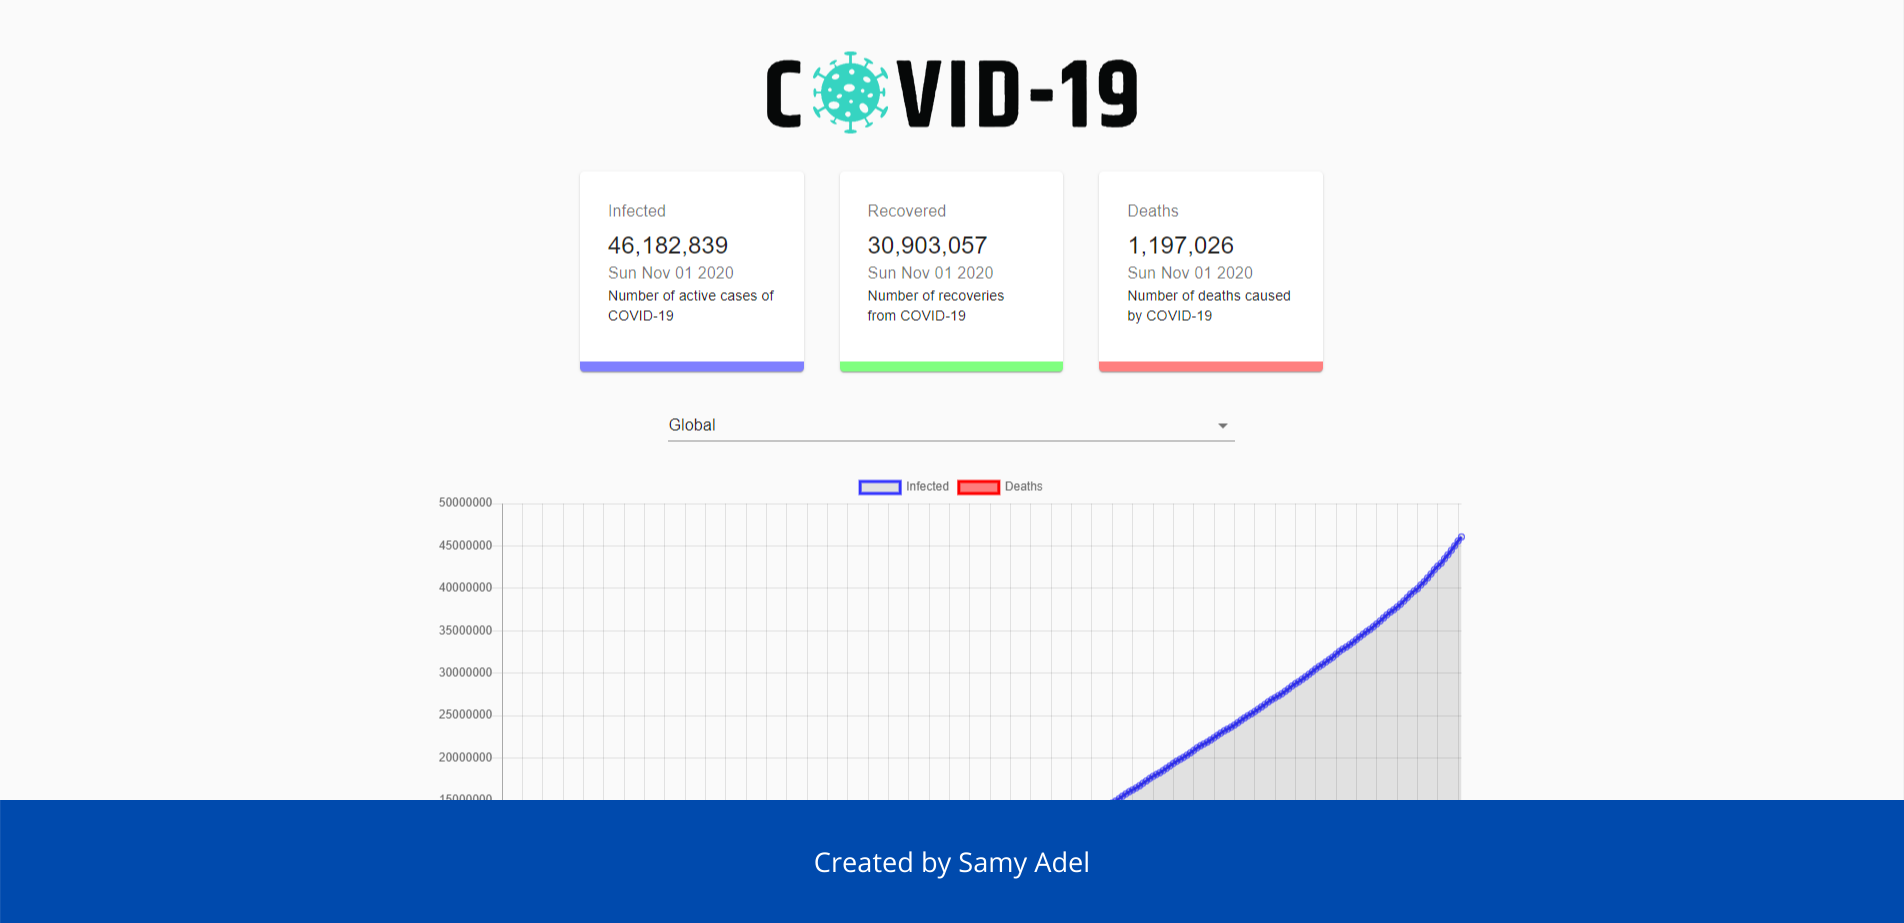 COVID-19
Infected
46,182,839
Sun Nov 01 2020
Number of active cases of
COVID-19
Recovered
30,903,057
Sun Nov 01 2020
Number of recoveries
from COVID-19
Deaths
1,197,026
Sun Nov 01 2020
Number of deaths caused
by COVID-19
Global
Infected Deaths
50000000
45000000
40000000
35000000
30000000
25000000
20000000
15000000
Created by Samy Adel